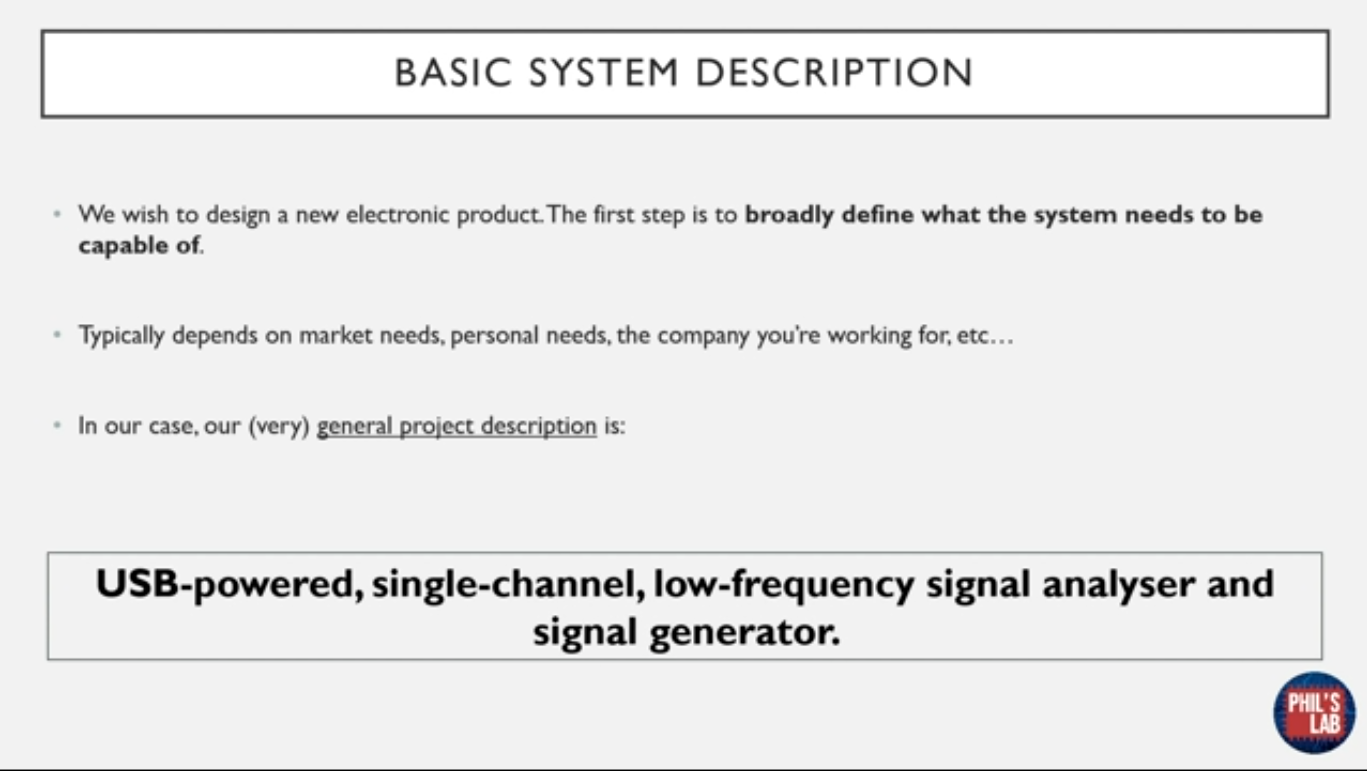 BASIC SYSTEM DESCRIPTION
• We wish to design a new electronic product. The first step is to broadly define what the system needs to be
capable of.
• Typically depends on market needs, personal needs, the company you're working for, etc…
• In our case, our (very) general project description is:
USB-powered, single-channel, low-frequency signal analyser and
signal generator.
PHIL'S
LAB